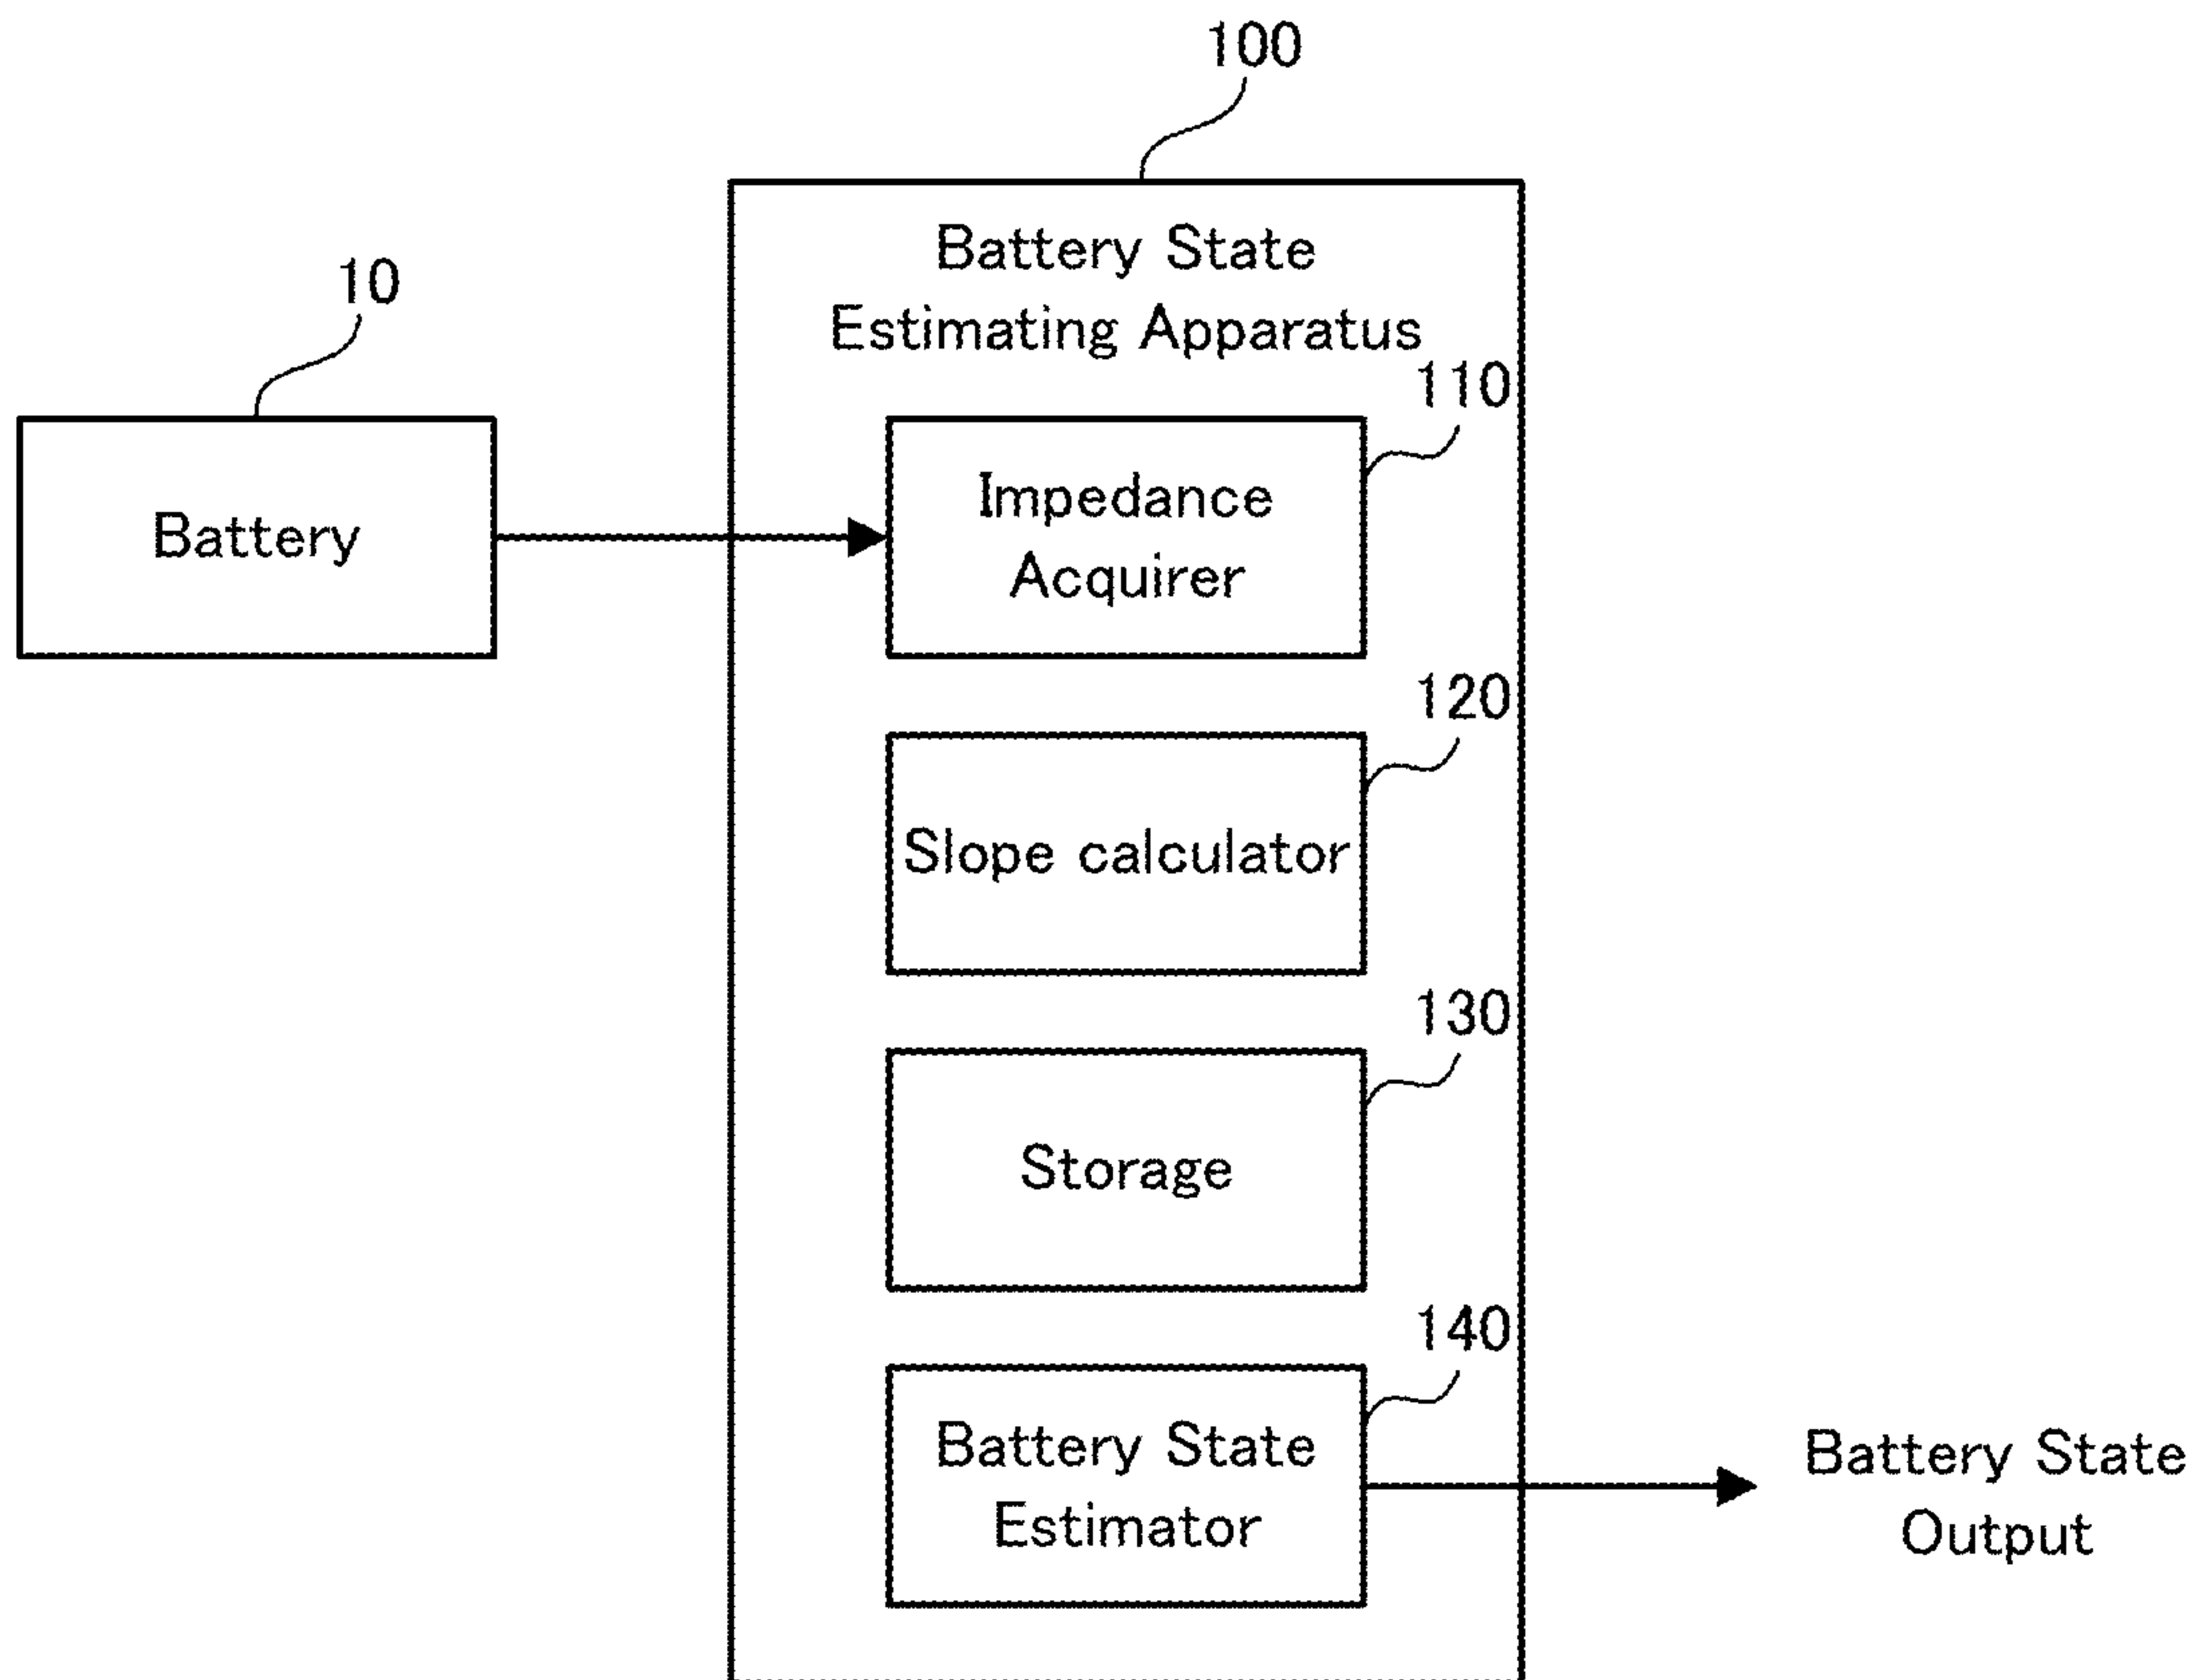 100
Battery State
Estimating Apparatus
10
110
Battery
Impedance
Acquirer
120
Slope calculator
130
Storage
140
Battery State
Estimator
Battery State
Output